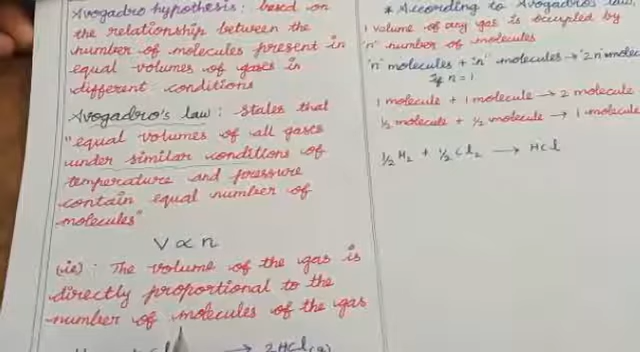 Avogadro hypothesis: based on
the relationship between the
number of molecules present in
equal volumes of gases in
different conditions
Avogadro's law: states that
"equal volumes of all gases
under similar conditions of
temperature and pressure
contain equal number of
molecules"
V ∝ n
(ie): The volume of the gas is
directly proportional to the
number of molecules of the gas
→ 2HCl(g)
* According to Avogadro's law,
1 volume of any gas is occupied by
'n' number of molecules
'n' molecules + 'n' molecules → '2n' molec
If n = 1
1 molecule + 1 molecule → 2 molecule
1/2 molecule + 1/2 molecule → 1 molecule
1/2 H2 + 1/2 Cl2 → HCl